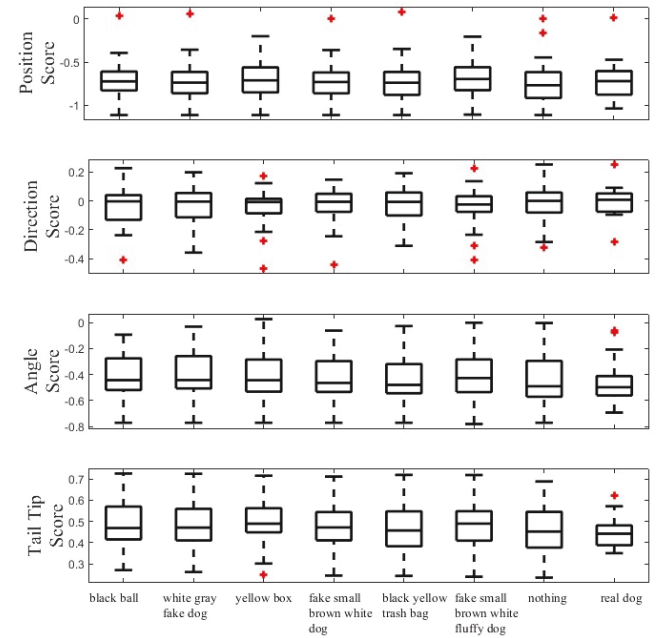 Position
Score
0
-0.5
-1
Direction
Score
0.2
0
-0.2
-0.4
Angle
Score
0
-0.2
-0.4
-0.6
-0.8
Tail Tip
Score
0.7
0.6
0.5
0.4
0.3
black ball
white gray
fake dog
yellow box
fake small
brown white
dog
black yellow
trash bag
fake small
brown white
fluffy dog
nothing
real dog